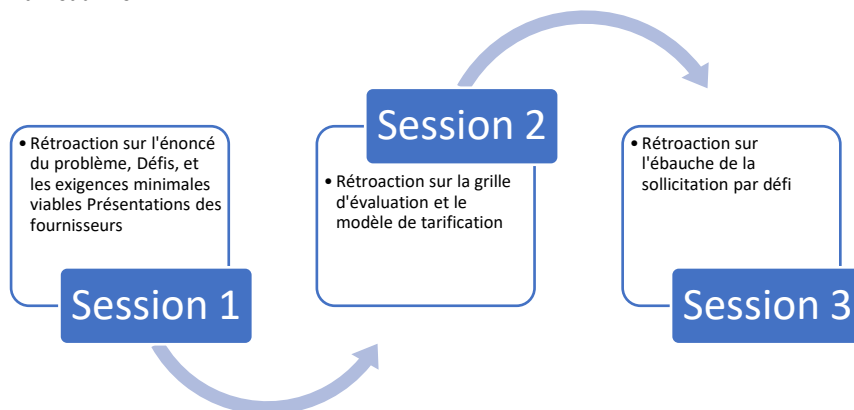 • Rétroaction sur l'énoncé
du problème, Défis, et
les exigences minimales
viables Présentations des
fournisseurs
Session 1
Session 2
• Rétroaction sur la grille
d'évaluation et le
modèle de tarification
• Rétroaction sur
l'ébauche de la
sollicitation par défi
Session 3